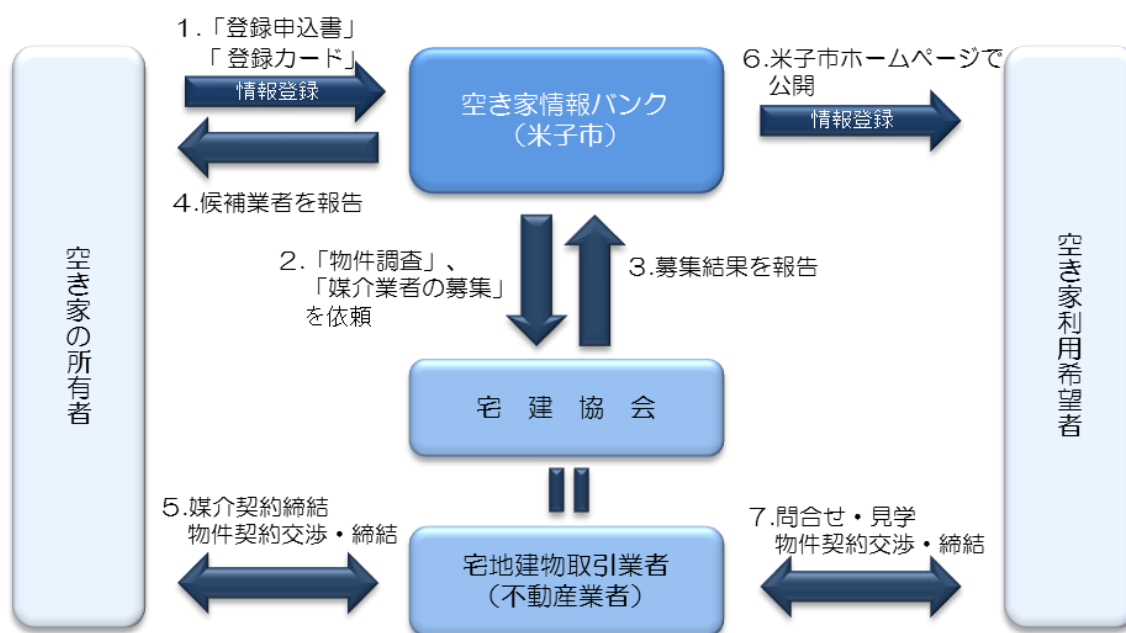 1.「登録申込書」
「 登録カード」
情報登録
空き家情報バンク
(米子市)
6.米子市ホームページで
公開
情報登録
4.候補業者を報告
2.「物件調査」、
「媒介業者の募集」
を依頼
3.募集結果を報告
空き家の所有者
空き家利用希望者
宅 建 協 会
5.媒介契約締結
物件契約交渉・締結
宅地建物取引業者
(不動産業者)
7.問合せ・見学
物件契約交渉・締結